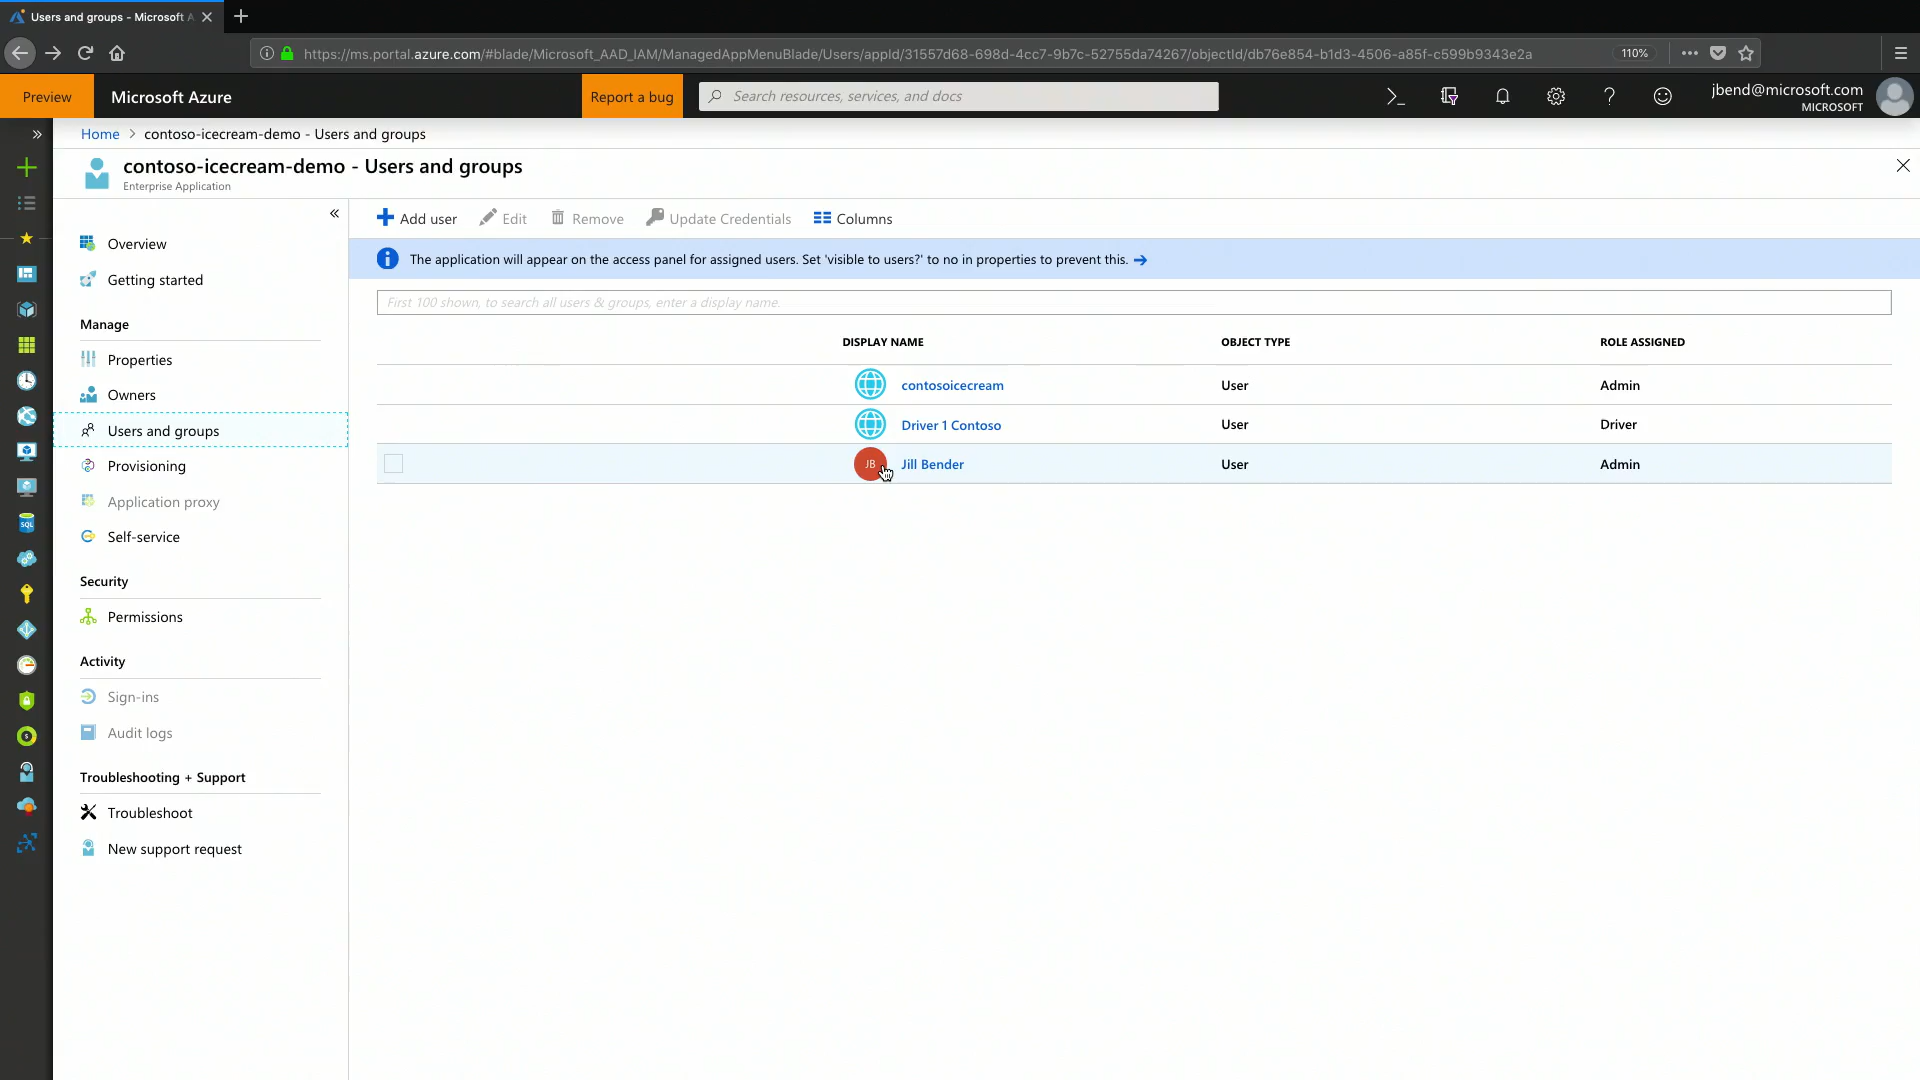 Users and groups - Microsoft A
https://ms.portal.azure.com/#blade/Microsoft_AAD_IAM/ManagedAppMenuBlade/Users/appId/31557d68-698d-4cc7-9b7c-52755da74267/objectId/db76e854-b1d3-4506-a85f-c599b9343e2a
110%
Preview
Microsoft Azure
Report a bug
Search resources, services, and docs
jbend@microsoft.com
MICROSOFT
Home > contoso-icecream-demo - Users and groups
contoso-icecream-demo - Users and groups
Enterprise Application
Overview
Getting started
Manage
Properties
Owners
Users and groups
Provisioning
Application proxy
Self-service
Security
Permissions
Activity
Sign-ins
Audit logs
Troubleshooting + Support
Troubleshoot
New support request
SQL
Add user Edit Remove Update Credentials Columns
The application will appear on the access panel for assigned users. Set 'visible to users?' to no in properties to prevent this.
First 100 shown, to search all users & groups, enter a display name.
DISPLAY NAME OBJECT TYPE ROLE ASSIGNED
contosoicecream User Admin
Driver 1 Contoso User Driver
JB Jill Bender User Admin